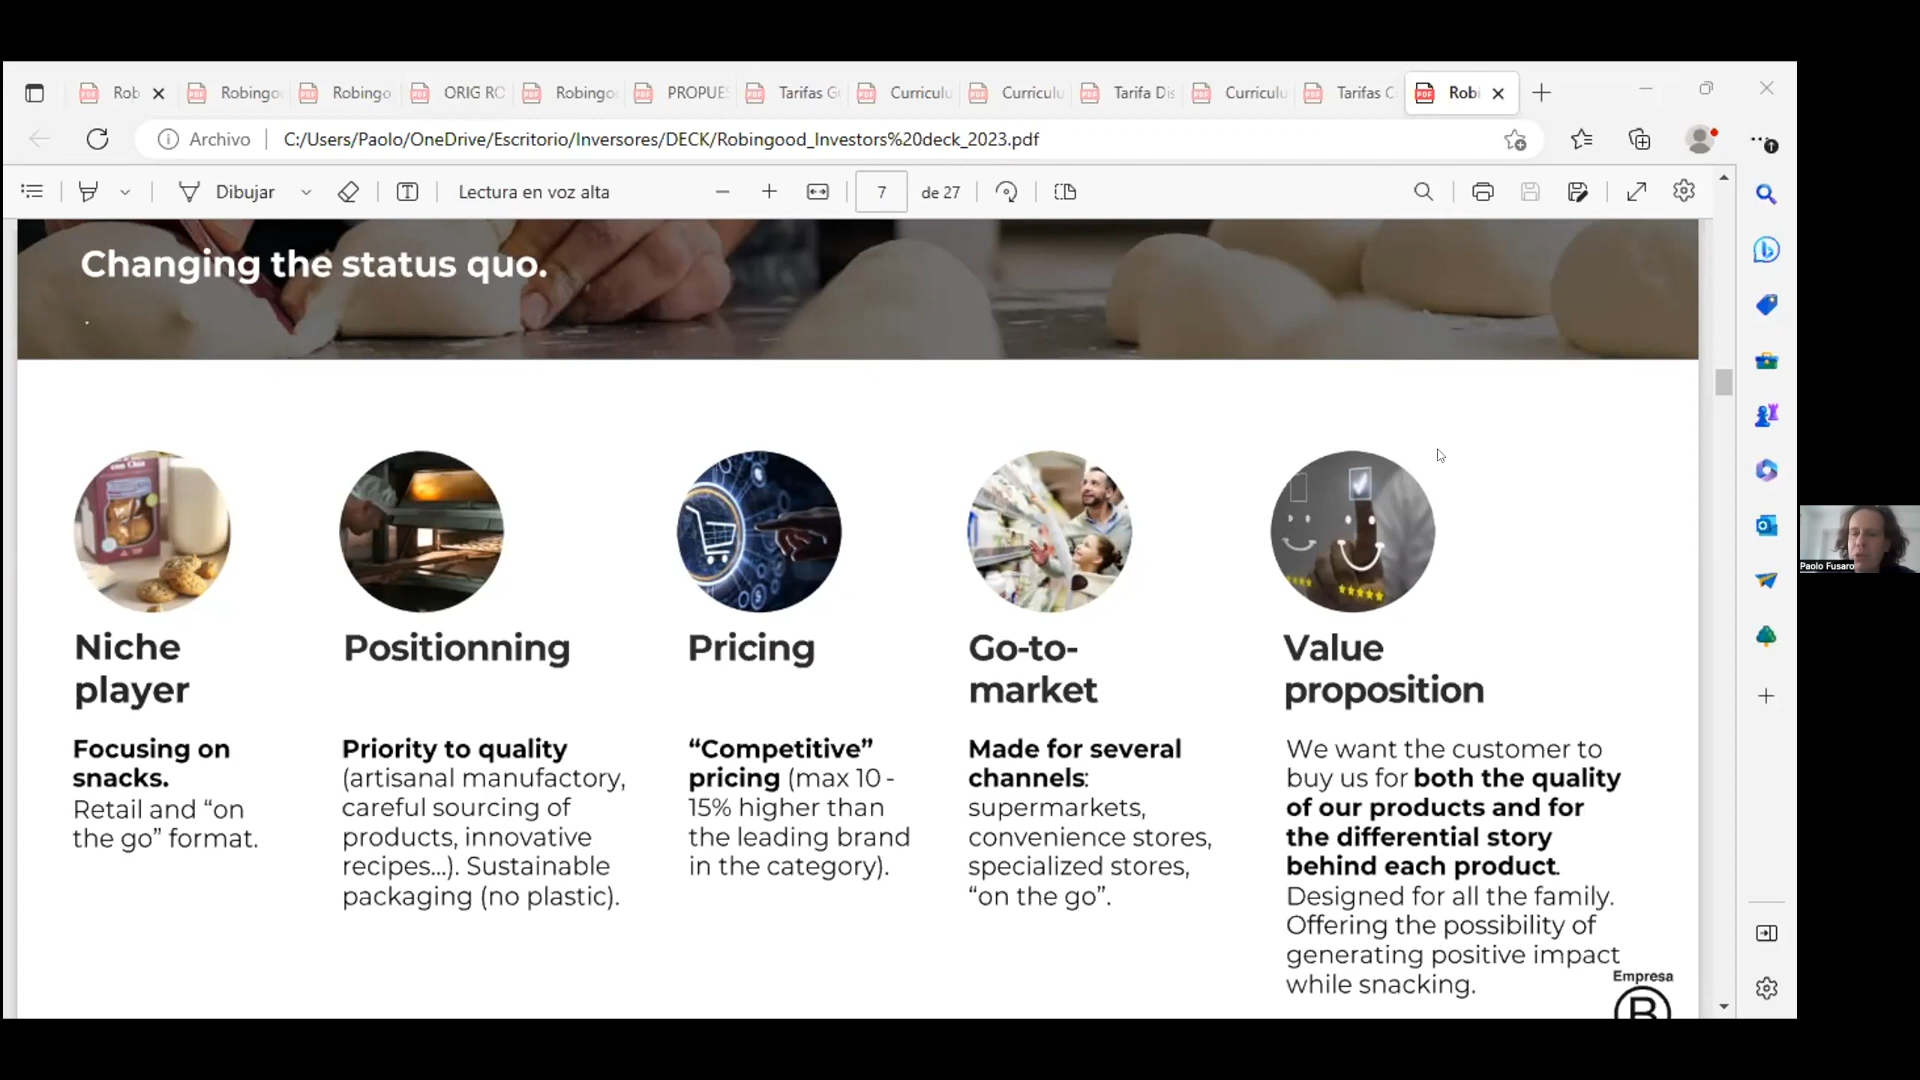 Rob
Robingo
Robingo
ORIG RO
Robingo
PROPUES
Tarifas G
Curriculu
Curriculu
Tarifa Dis
Curriculu
Tarifas C
Robi
Archivo
C:/Users/Paolo/OneDrive/Escritorio/Inversores/DECK/Robingood_Investors%20deck_2023.pdf
Dibujar
Lectura en voz alta
7
de 27
Changing the status quo.
Niche
player
Focusing on
snacks.
Retail and “on
the go” format.
Positionning
Priority to quality
(artisanal manufactory,
careful sourcing of
products, innovative
recipes...). Sustainable
packaging (no plastic).
Pricing
“Competitive”
pricing (max 10 -
15% higher than
the leading brand
in the category).
Go-to-
market
Made for several
channels:
supermarkets,
convenience stores,
specialized stores,
“on the go”.
Value
proposition
We want the customer to
buy us for both the quality
of our products and for
the differential story
behind each product.
Designed for all the family.
Offering the possibility of
generating positive impact
while snacking.
Empresa
B
Paolo Fusaro